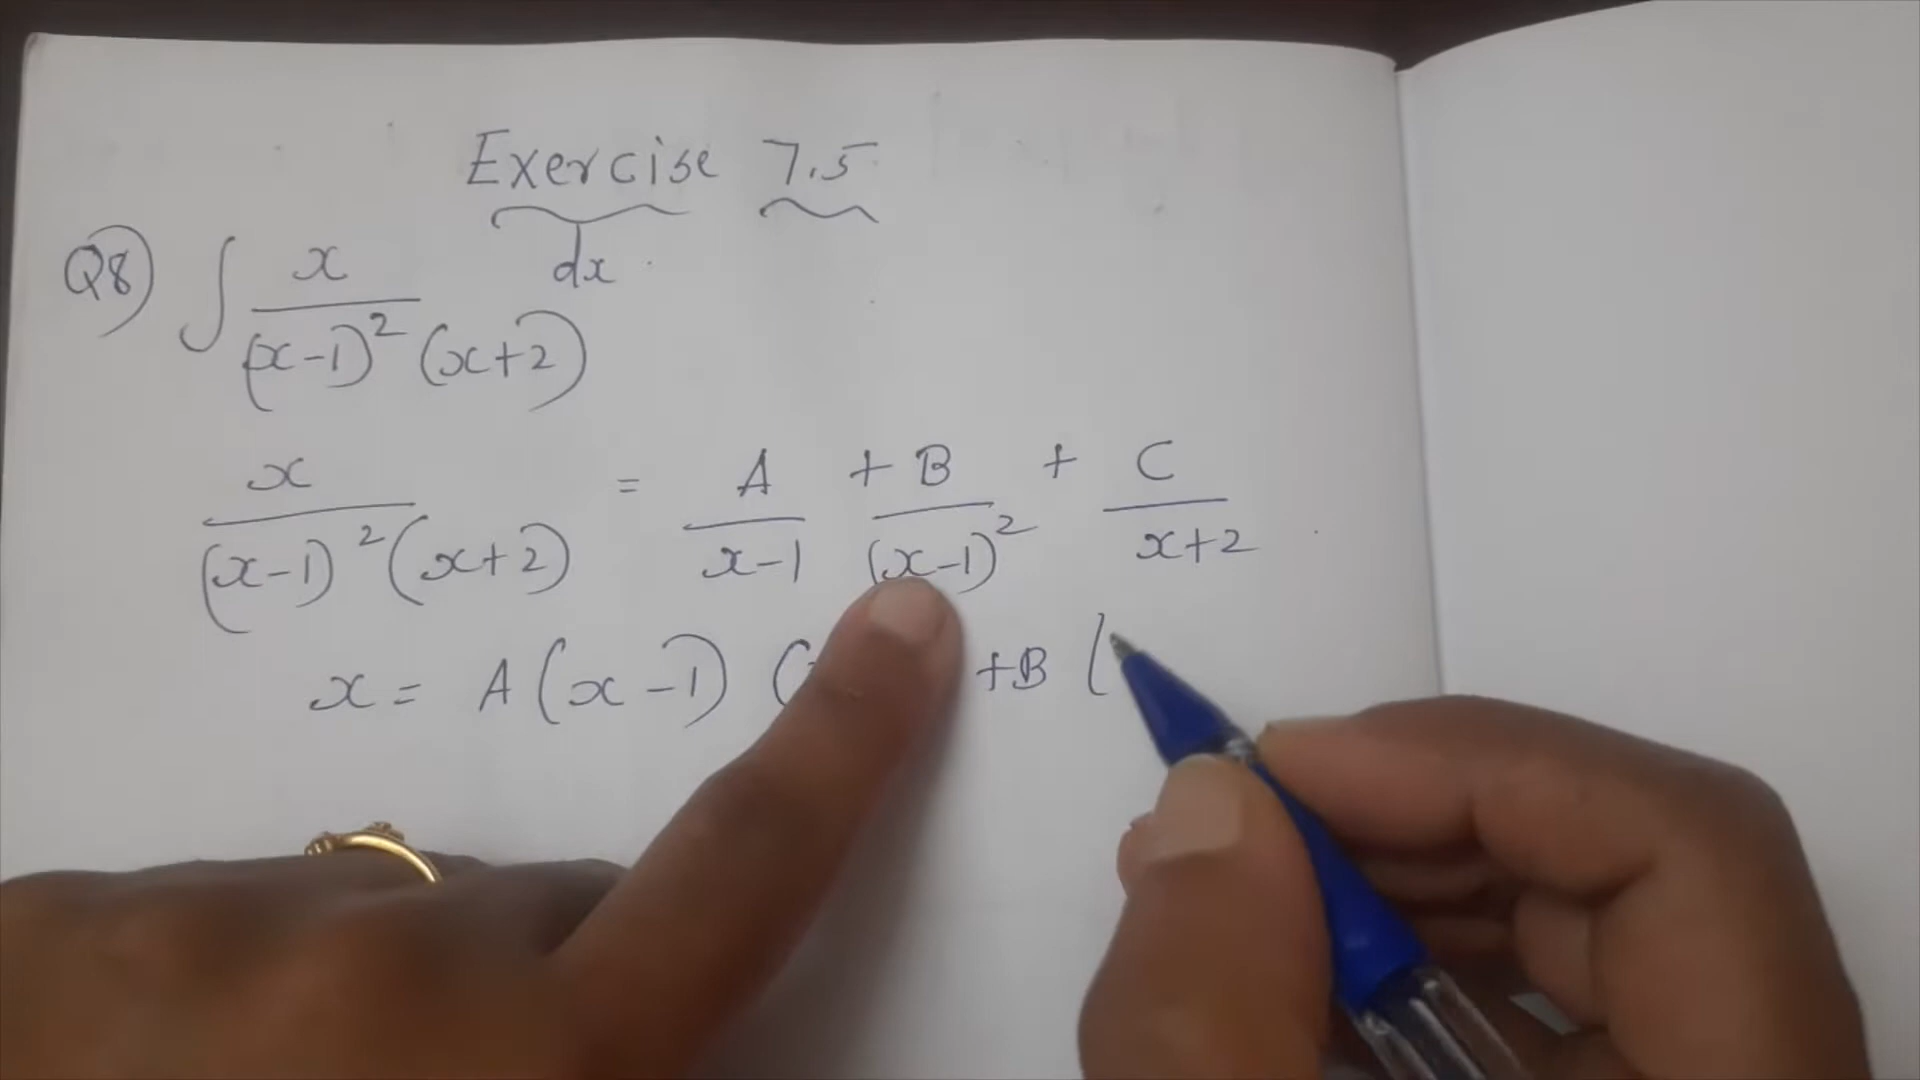 Exercise 7.5
Q8) ∫ x / (x-1)² (x+2) dx
x / (x-1)² (x+2) = A / x-1 + B / (x-1)² + C / x+2
x = A (x-1) ( +B (